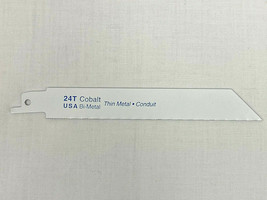 24T Cobalt
USA Bi-Metal
Thin Metal • Conduit